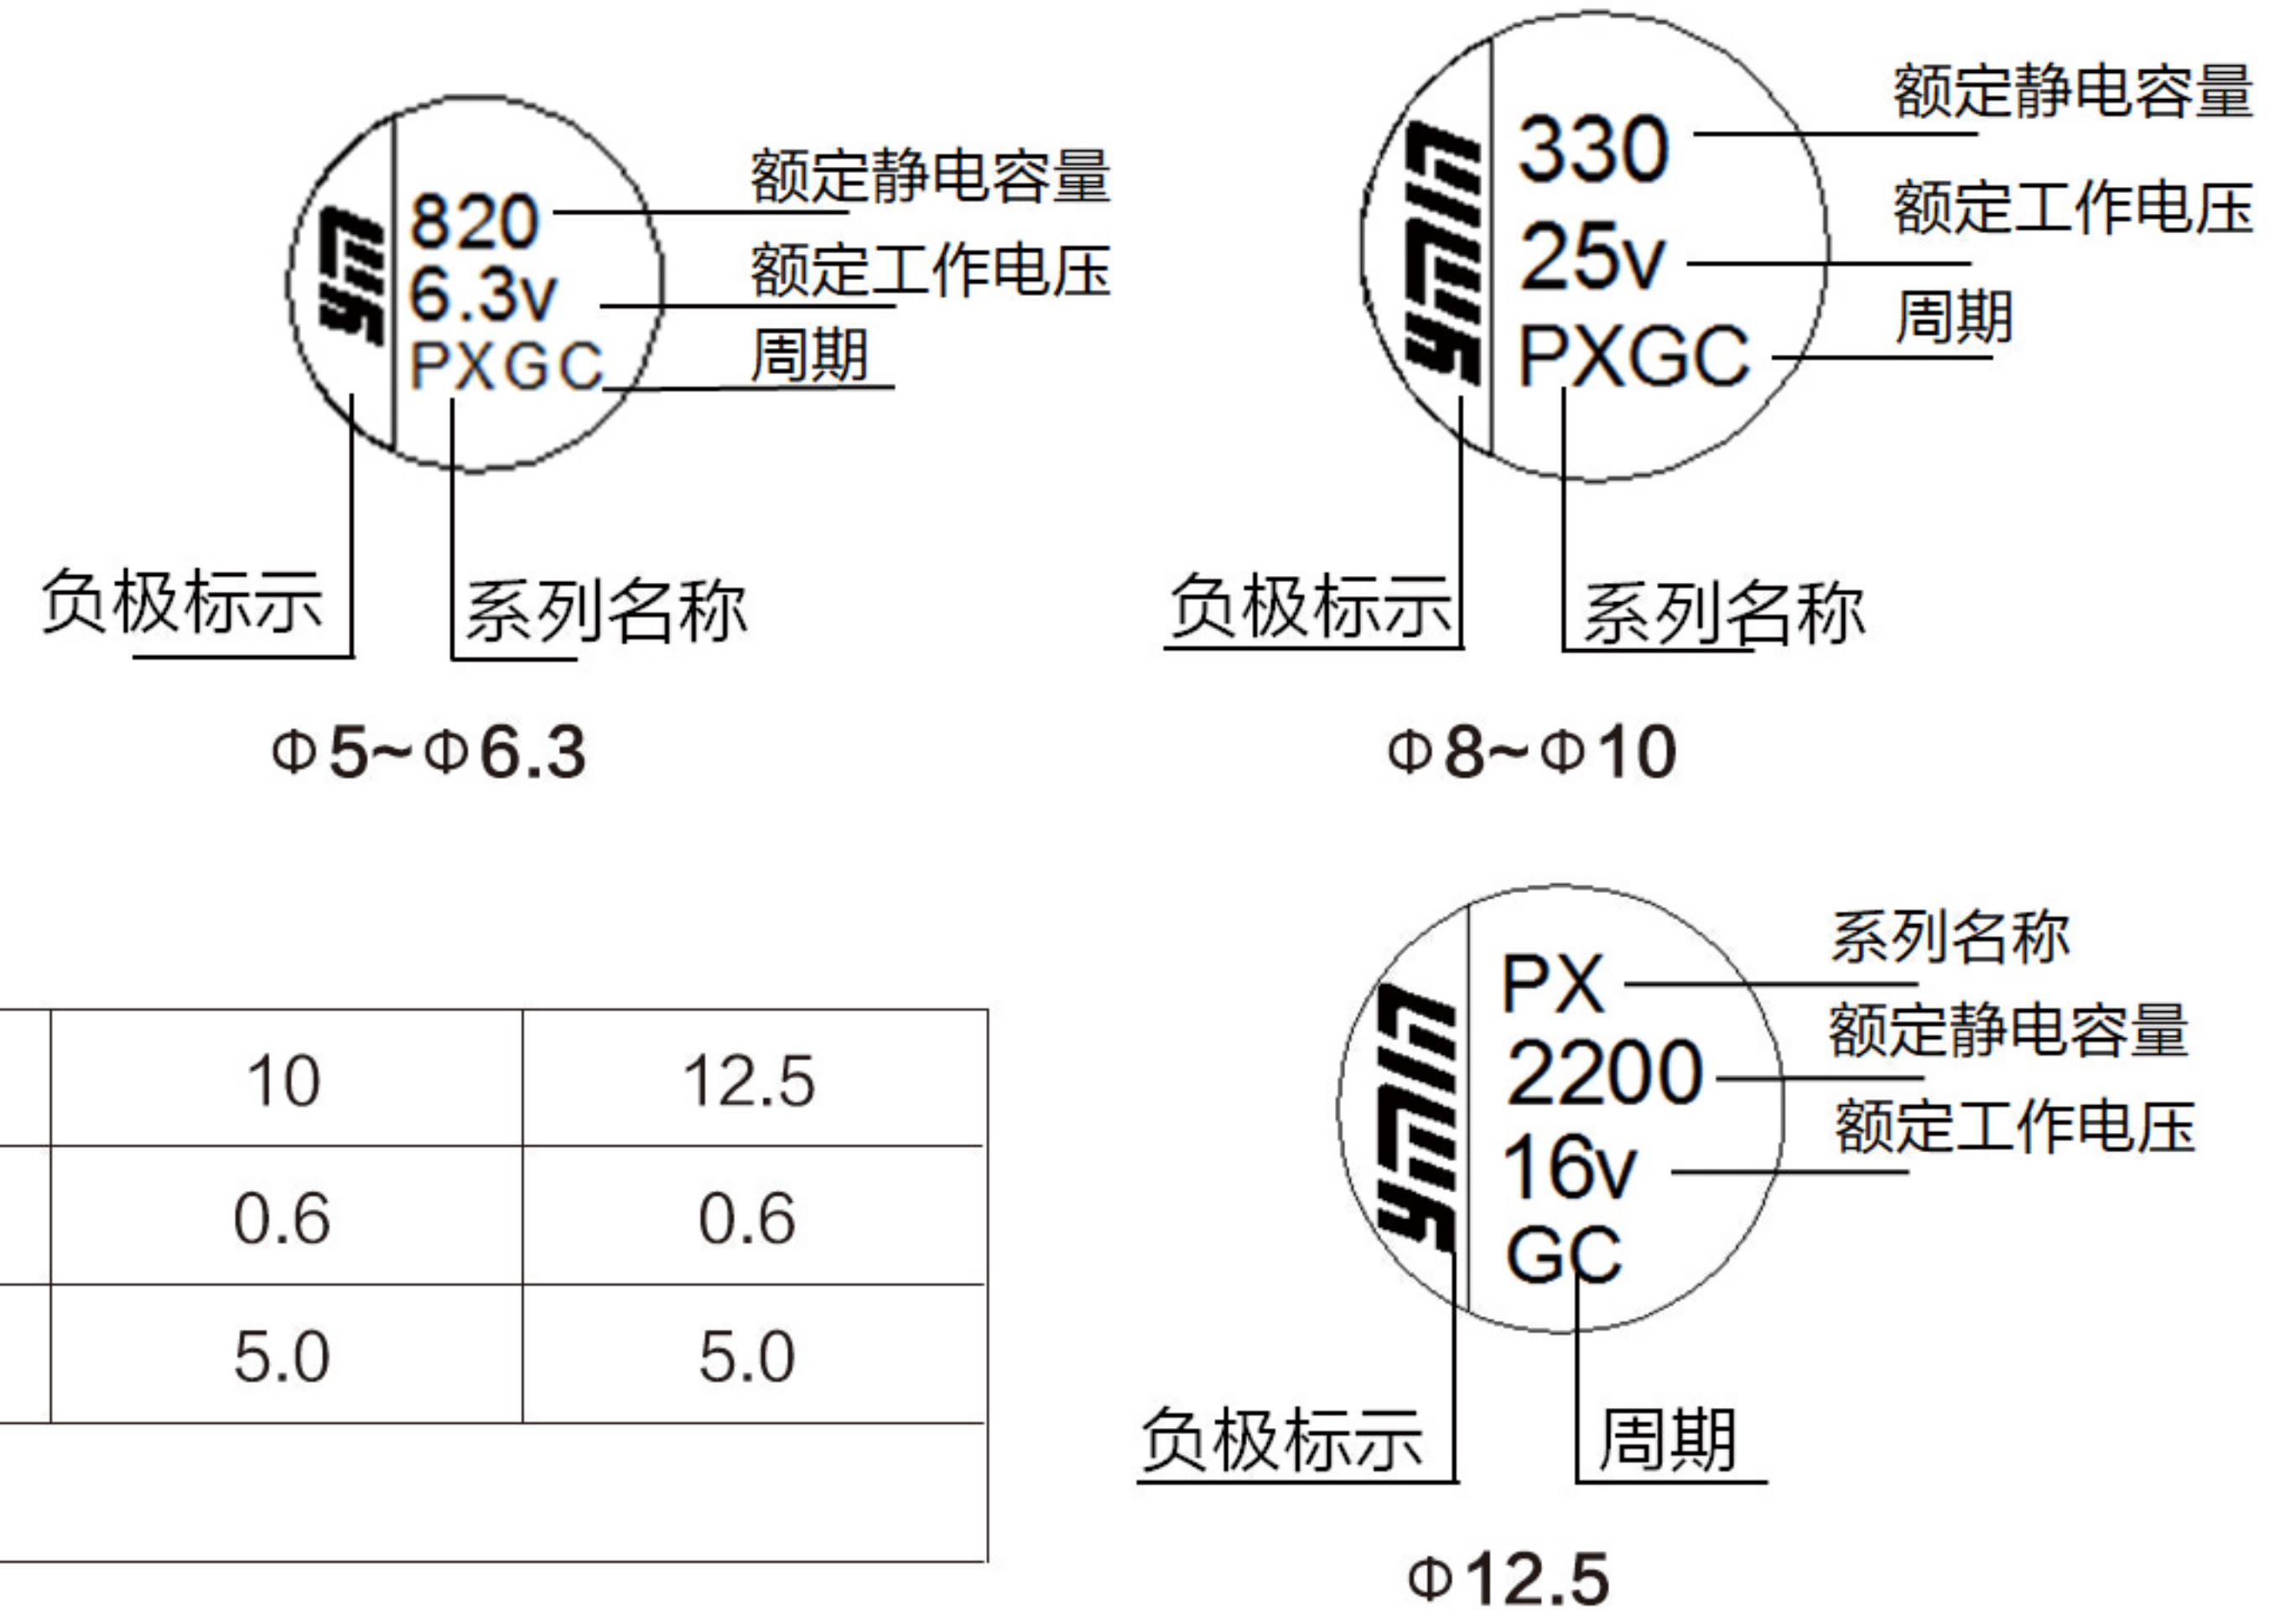 820
6.3v
PXGC
ym
额定静电容量
额定工作电压
周期
负极标示
系列名称
Φ5~Φ6.3
330
25v
PXGC
ymin
额定静电容量
额定工作电压
周期
负极标示
系列名称
Φ8~Φ10
10 12.5
0.6 0.6
5.0 5.0
PX
2200
16v
GC
ymin
系列名称
额定静电容量
额定工作电压
负极标示
周期
Φ12.5